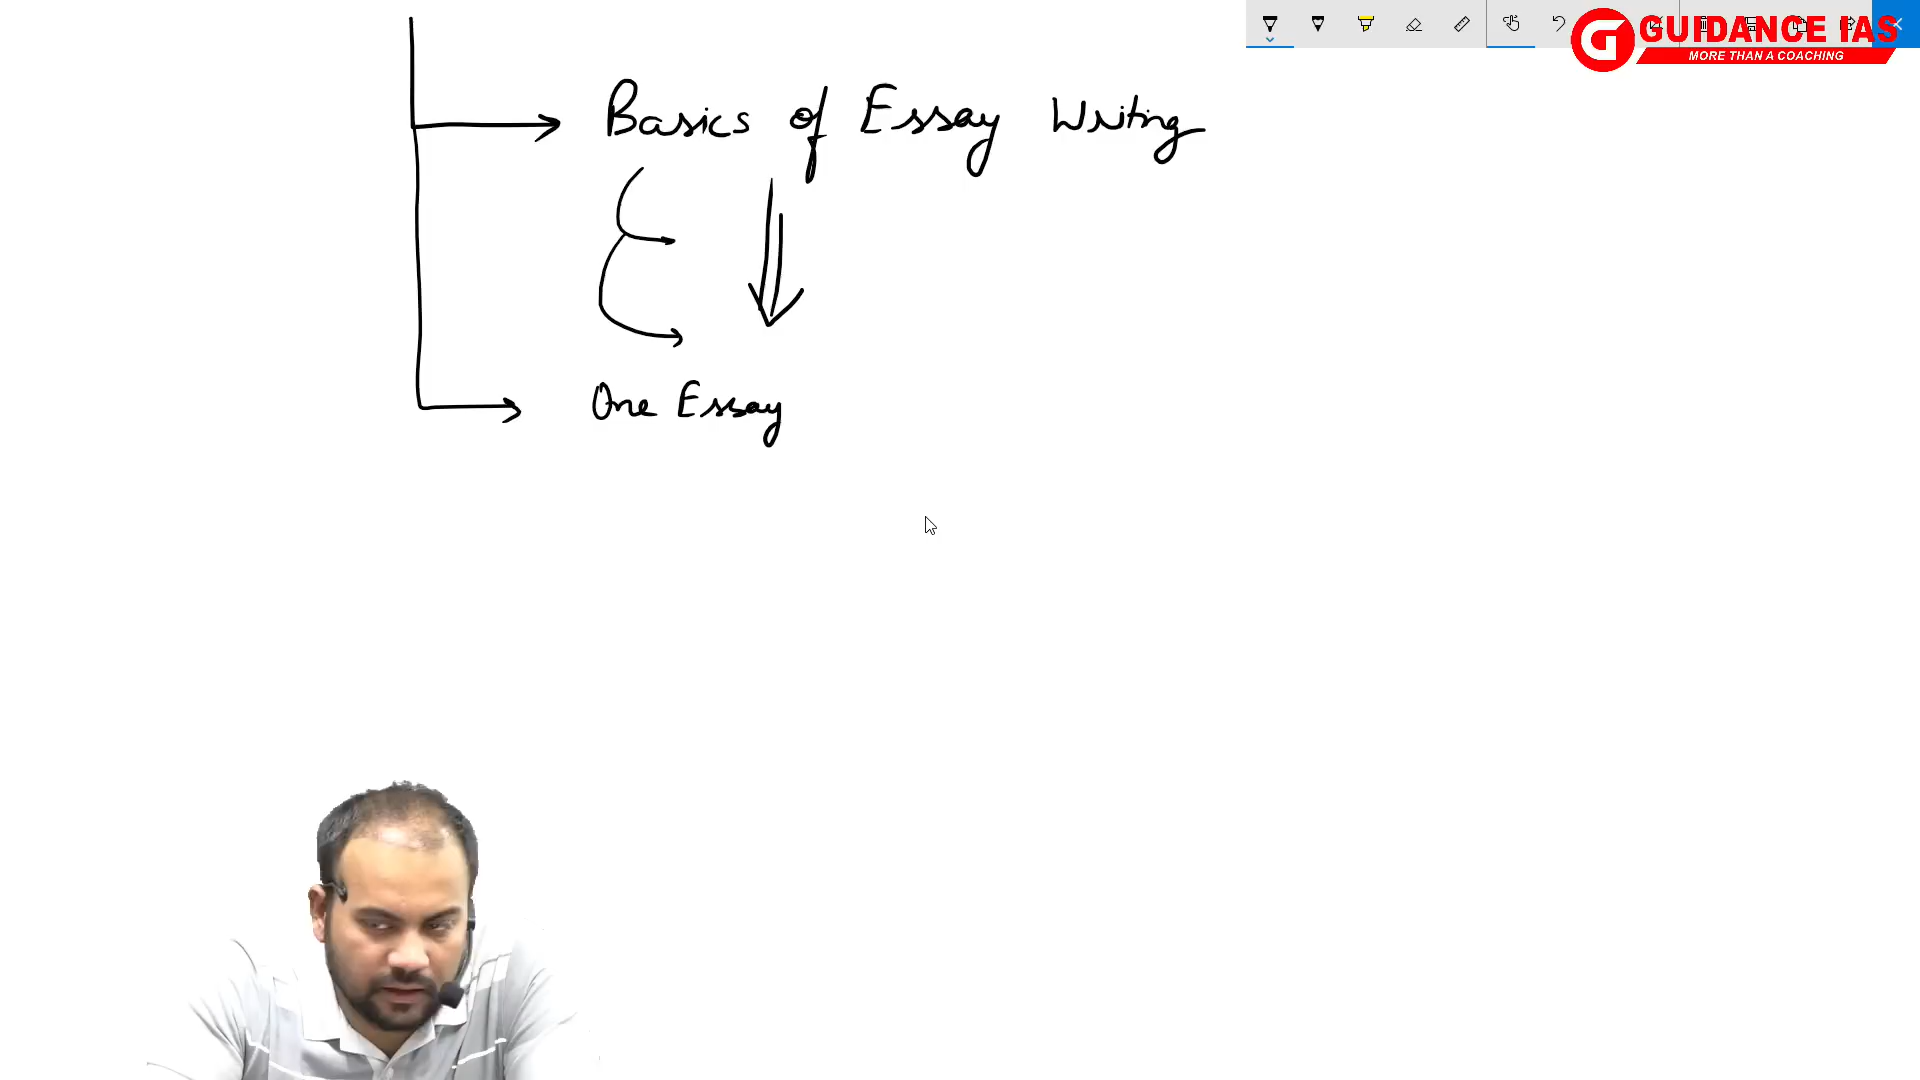 GUIDANCE IAS
MORE THAN A COACHING
Basics of Essay Writing
One Essay